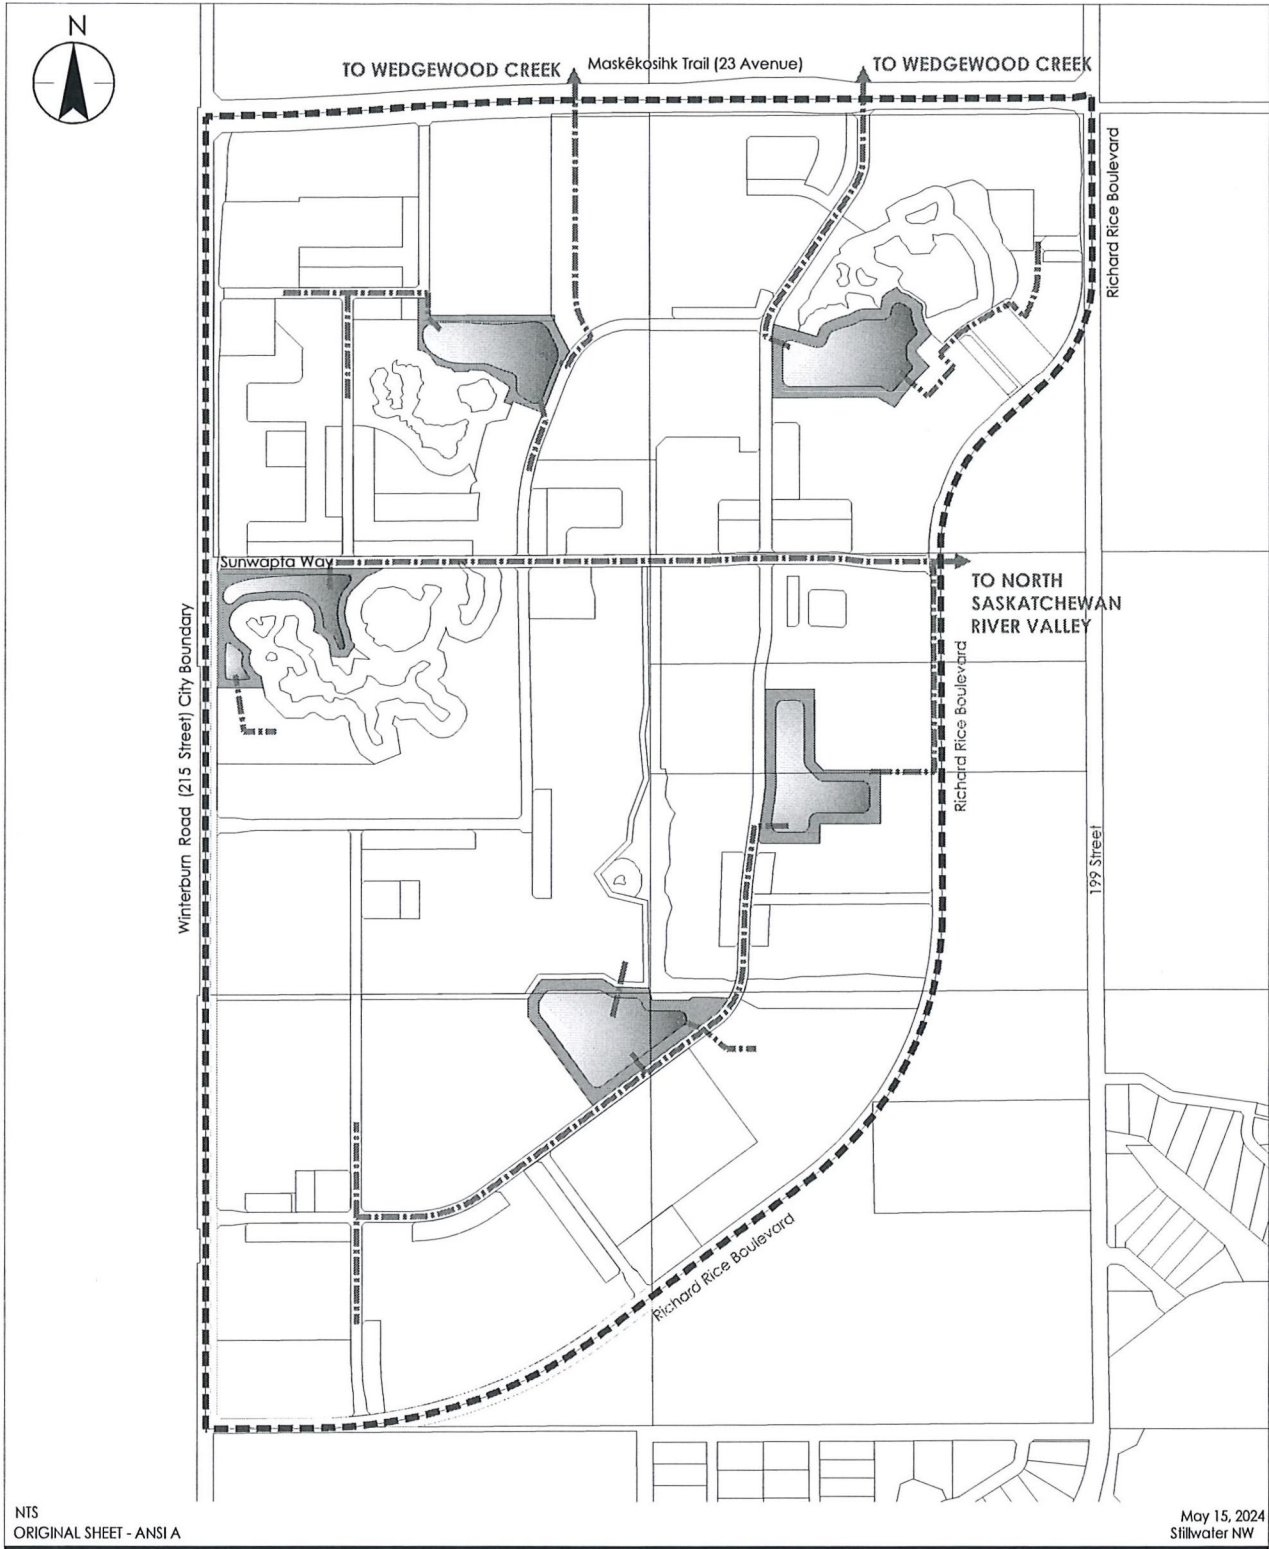 N
TO WEDGEWOOD CREEK
Maskêkosihk Trail (23 Avenue)
TO WEDGEWOOD CREEK
Richard Rice Boulevard
Sunwapta Way
TO NORTH
SASKATCHEWAN
RIVER VALLEY
Winterburn Road (215 Street) City Boundary
Richard Rice Boulevard
199 Street
Richard Rice Boulevard
NTS
ORIGINAL SHEET - ANSI A
May 15, 2024
Stillwater NW